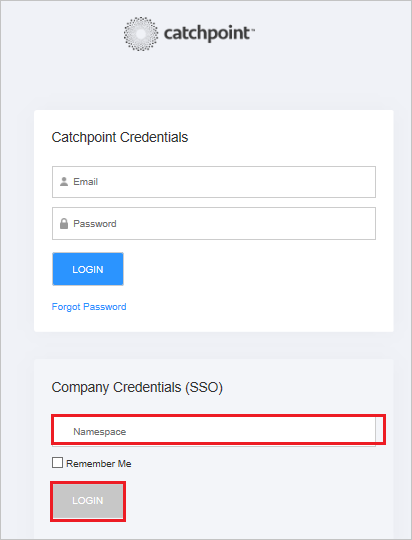 catchpoint™
Catchpoint Credentials
Email
Password
LOGIN
Forgot Password
Company Credentials (SSO)
Namespace
Remember Me
LOGIN